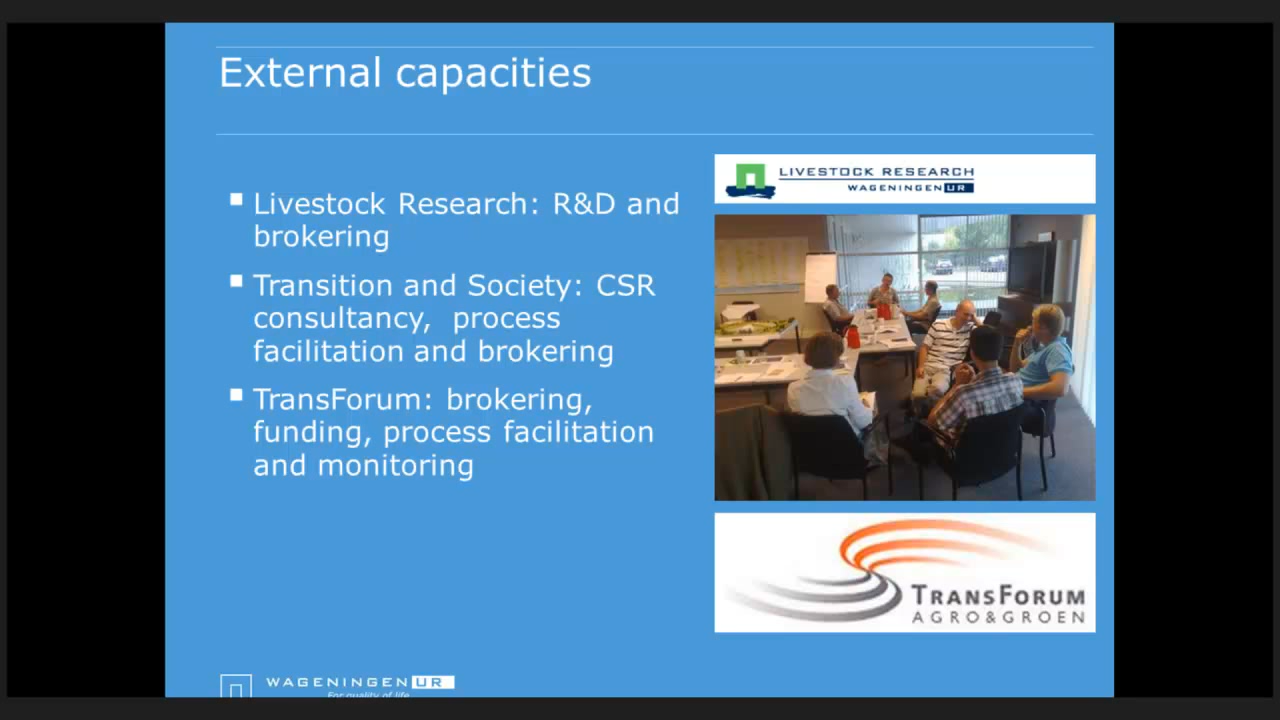 External capacities
Livestock Research: R&D and
brokering
Transition and Society: CSR
consultancy, process
facilitation and brokering
TransForum: brokering,
funding, process facilitation
and monitoring
LIVESTOCK RESEARCH
WAGENINGEN UR
TRANSFORUM
AGRO&GROEN
WAGENINGEN UR
For quality of life